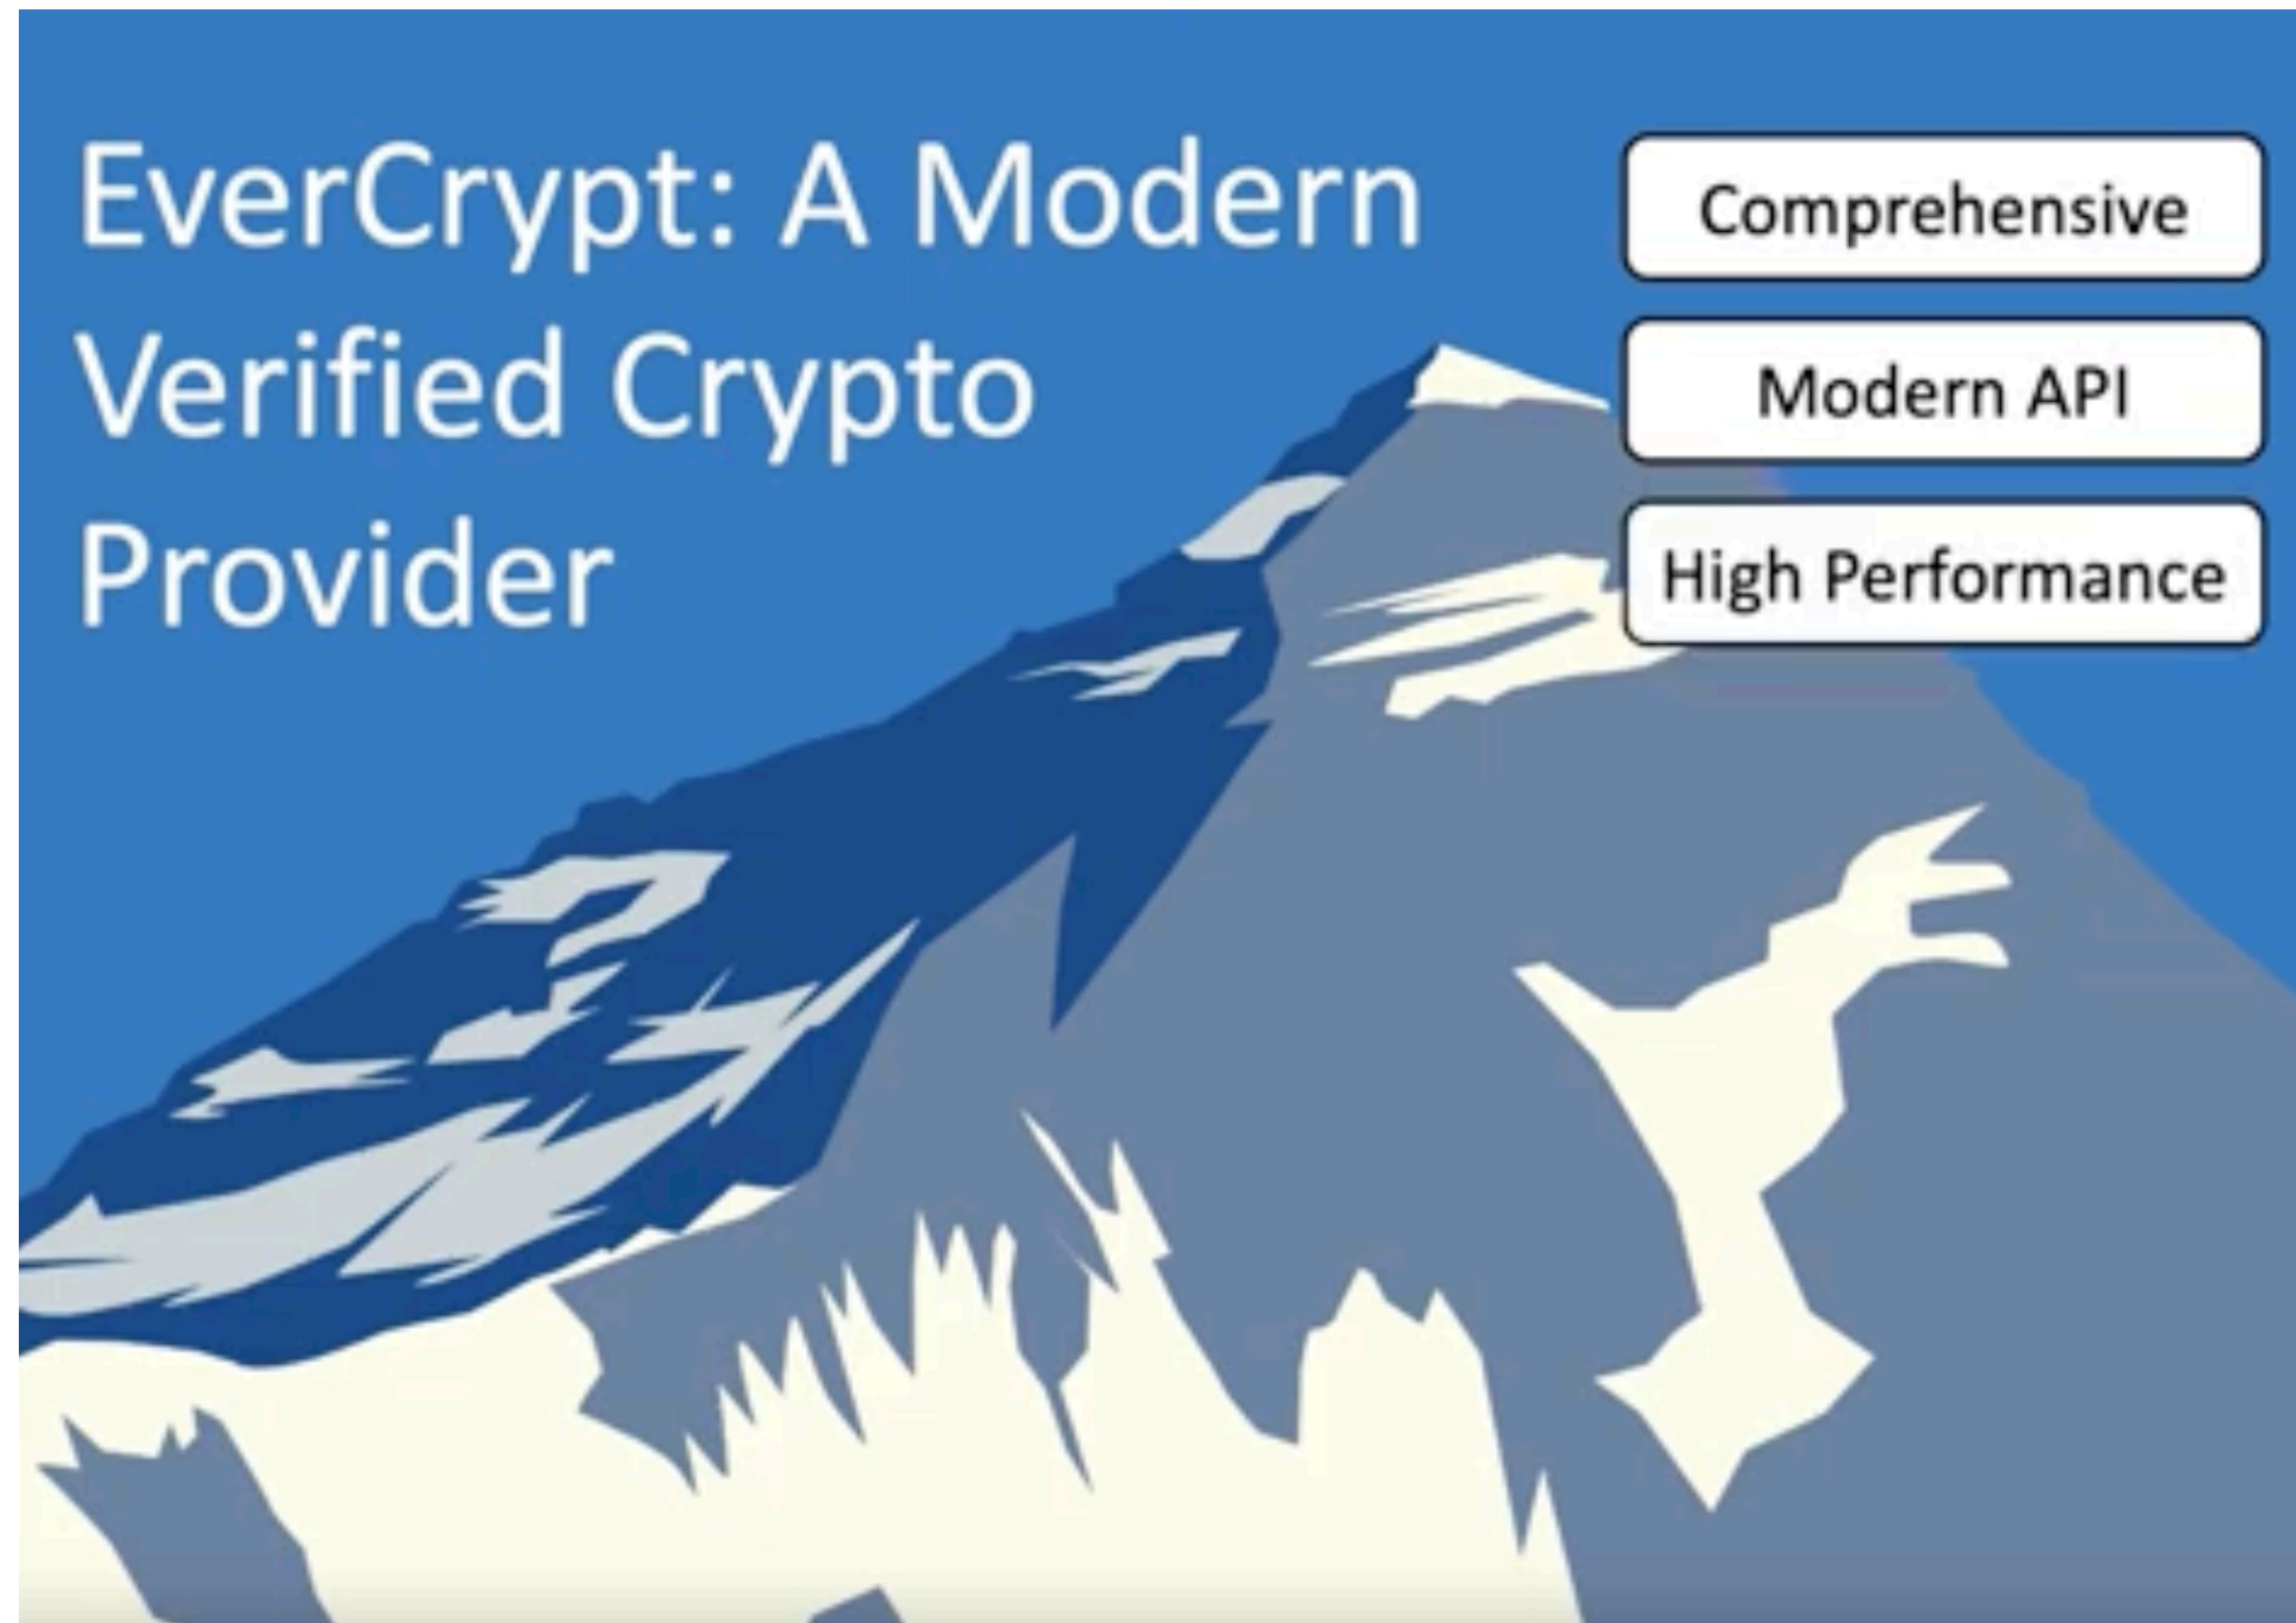 EverCrypt: A Modern
Verified Crypto
Provider
Comprehensive
Modern API
High Performance